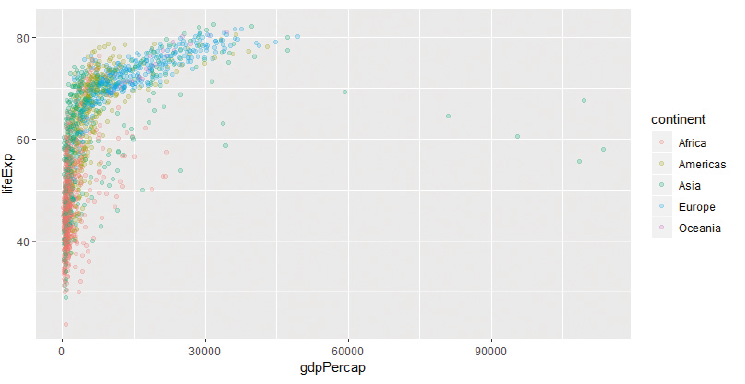 80
60
40
lifeExp
0
30000
60000
90000
gdpPercap
continent
Africa
Americas
Asia
Europe
Oceania